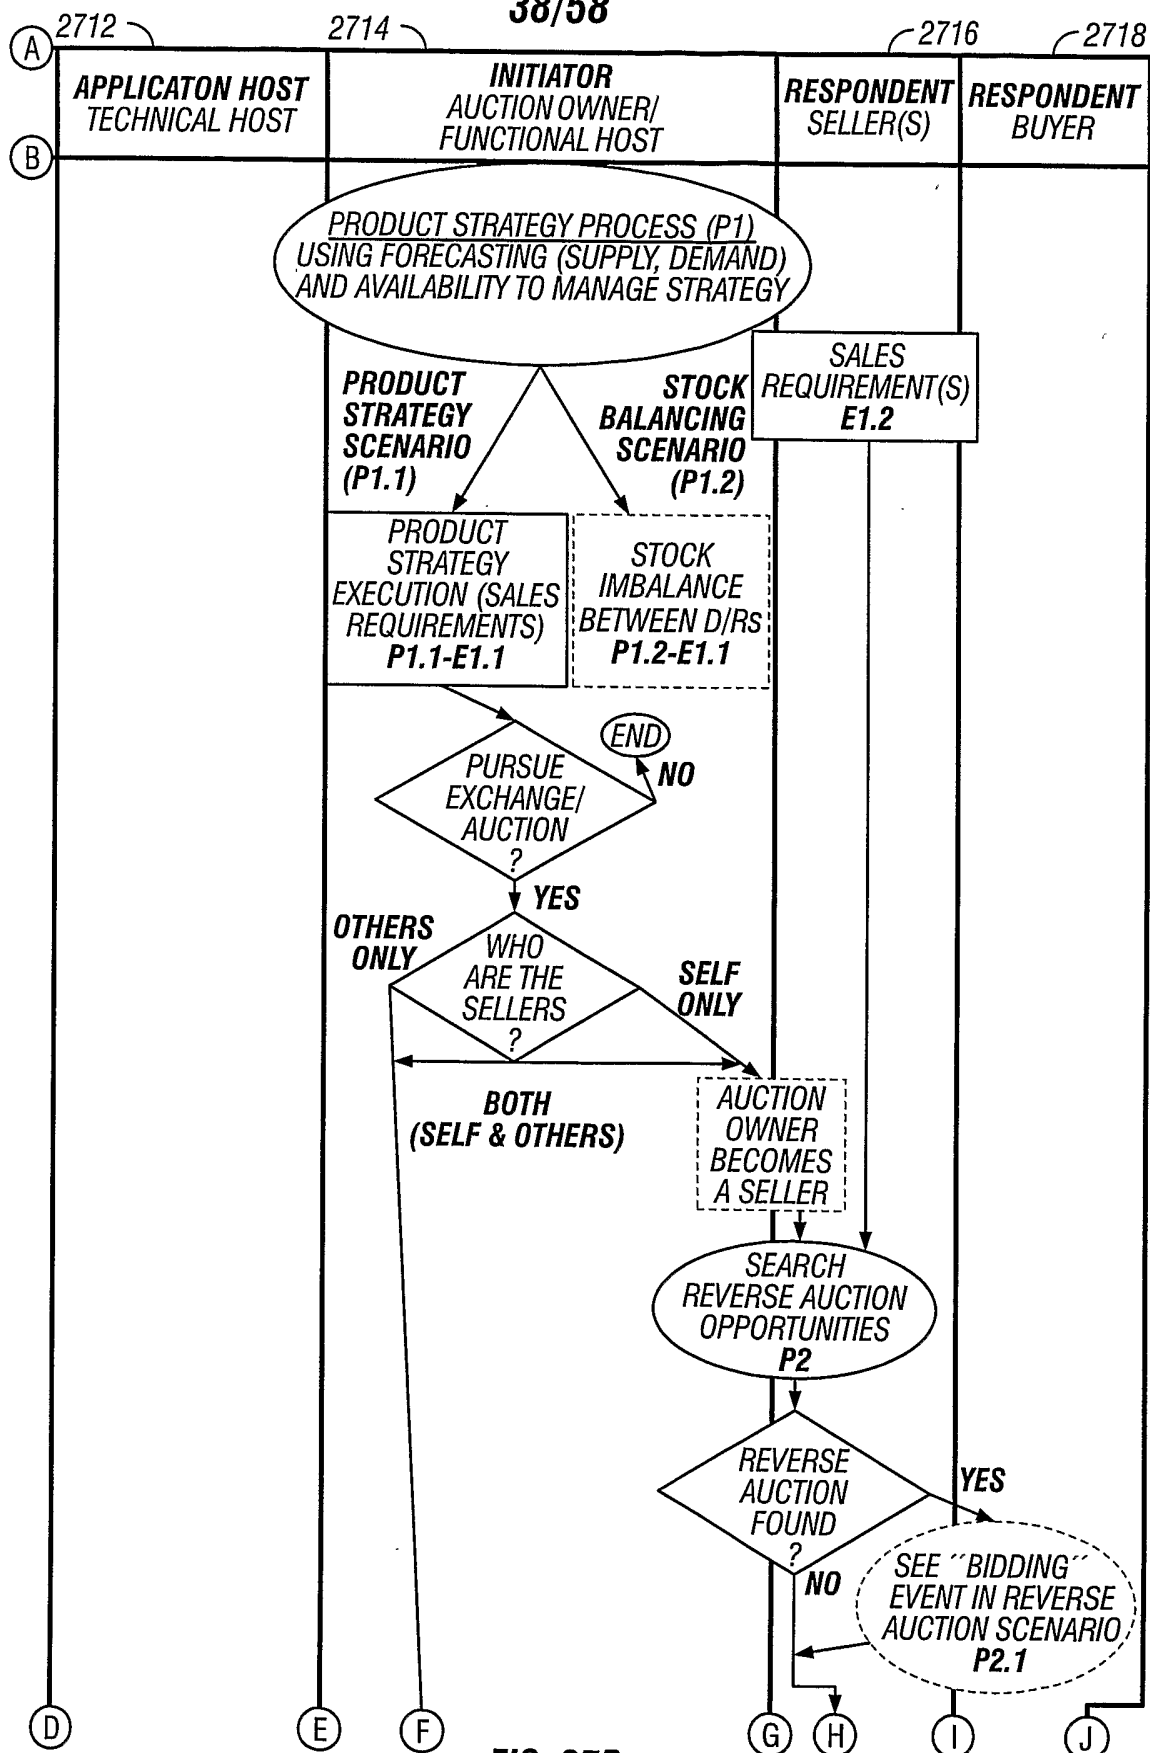 38/58
2712
2714
2716
2718
A
APPLICATON HOST
TECHNICAL HOST
INITIATOR
AUCTION OWNER/
FUNCTIONAL HOST
RESPONDENT
SELLER(S)
RESPONDENT
BUYER
B
PRODUCT STRATEGY PROCESS (P1)
USING FORECASTING (SUPPLY, DEMAND)
AND AVAILABILITY TO MANAGE STRATEGY
SALES
REQUIREMENT(S)
E1.2
PRODUCT
STRATEGY
SCENARIO
(P1.1)
STOCK
BALANCING
SCENARIO
(P1.2)
PRODUCT
STRATEGY
EXECUTION (SALES
REQUIREMENTS)
P1.1-E1.1
STOCK
IMBALANCE
BETWEEN D/Rs
P1.2-E1.1
END
NO
PURSUE
EXCHANGE/
AUCTION
?
YES
OTHERS
ONLY
WHO
ARE THE
SELLERS
?
SELF
ONLY
BOTH
(SELF & OTHERS)
AUCTION
OWNER
BECOMES
A SELLER
SEARCH
REVERSE AUCTION
OPPORTUNITIES
P2
REVERSE
AUCTION
FOUND
?
YES
NO
SEE ″BIDDING″
EVENT IN REVERSE
AUCTION SCENARIO
P2.1
D
E
F
G
H
I
J